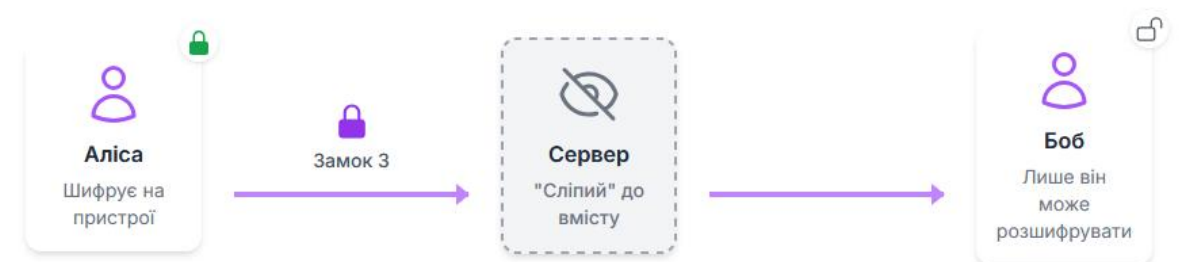 Аліса
Шифрує на
пристрої
Замок 3
Сервер
"Сліпий" до
вмісту
Боб
Лише він
може
розшифрувати